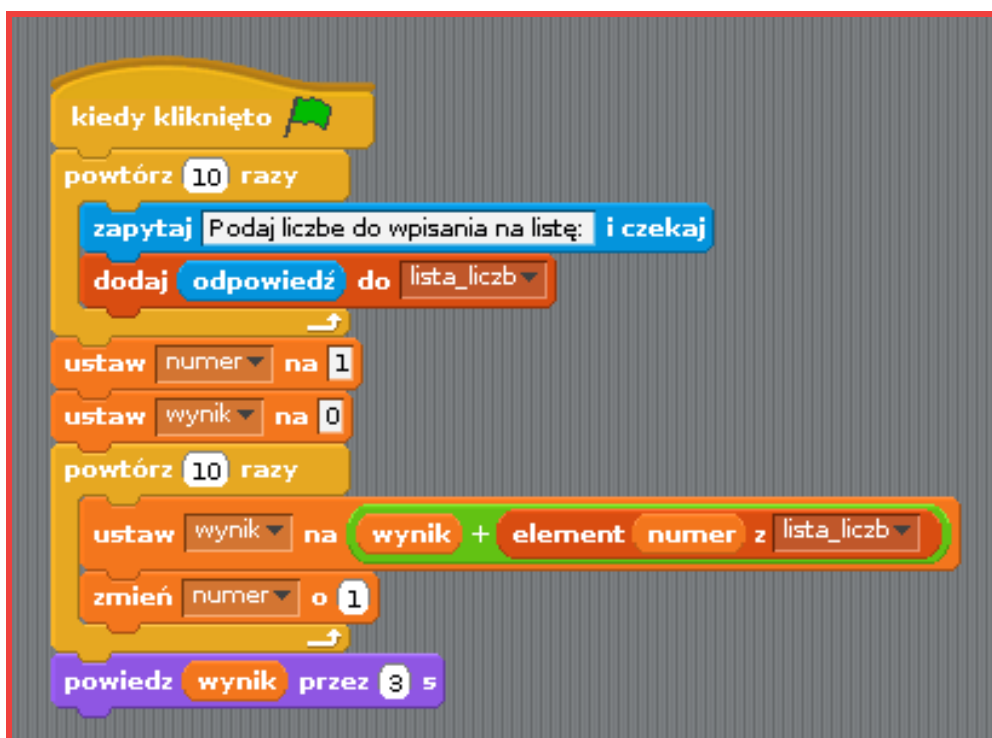 kiedy kliknięto
powtórz 10 razy
zapytaj Podaj liczbe do wpisania na listę: i czekaj
dodaj odpowiedź do lista_liczb
ustaw numer na 1
ustaw wynik na 0
powtórz 10 razy
ustaw wynik na wynik + element numer z lista_liczb
zmień numer o 1
powiedz wynik przez 3 s